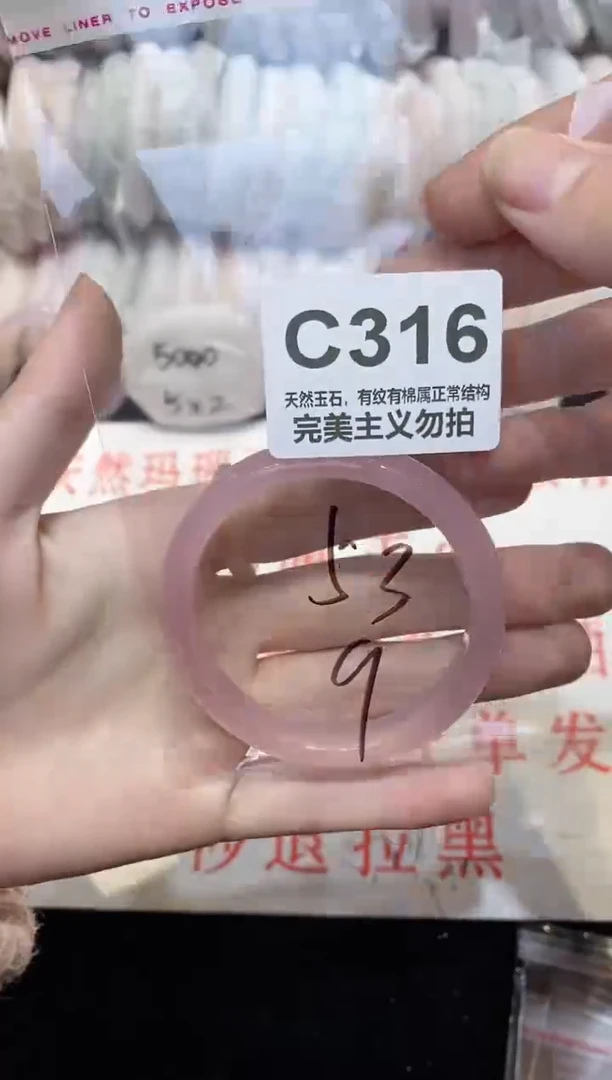 MOVE LINER TO EXPOSE
5000
5x2
C316
天然玉石，有纹有棉属正常结构
完美主义勿拍
天然玛瑙
53
9
单发
秒退拉黑